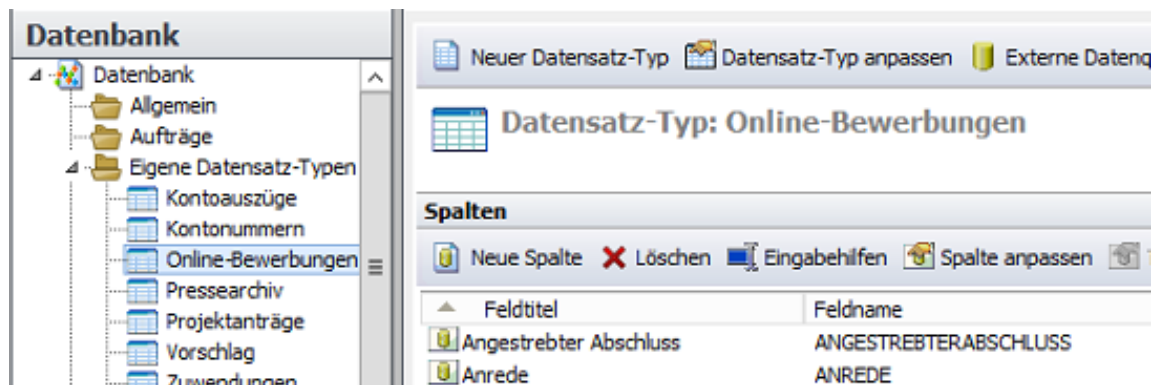 Datenbank
Datenbank
Allgemein
Aufträge
Eigene Datensatz-Typen
Kontoauszüge
Kontonummern
Online-Bewerbungen
Pressearchiv
Projektanträge
Vorschlag
Zuwendungen
Neuer Datensatz-Typ Datensatz-Typ anpassen Externe Datenq
Datensatz-Typ: Online-Bewerbungen
Spalten
Neue Spalte Löschen Eingabehilfen Spalte anpassen
Feldtitel Feldname
Angestrebter Abschluss ANGESTREBTERABSCHLUSS
Anrede ANREDE